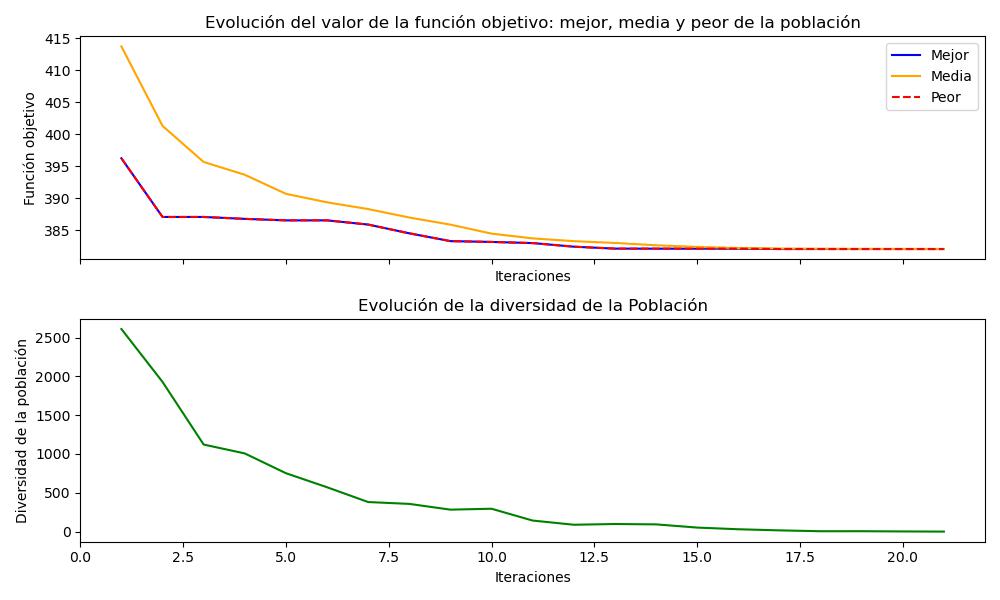 Evolución del valor de la función objetivo: mejor, media y peor de la población
Función objetivo
415
410
405
400
395
390
385
Mejor
Media
Peor
Iteraciones
Evolución de la diversidad de la Población
Diversidad de la población
2500
2000
1500
1000
500
0
0.0 2.5 5.0 7.5 10.0 12.5 15.0 17.5 20.0
Iteraciones